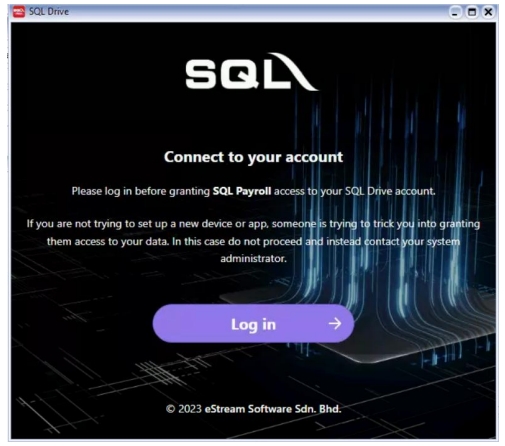 SQL Drive
SQL
Connect to your account
Please log in before granting SQL Payroll access to your SQL Drive account.
If you are not trying to set up a new device or app, someone is trying to trick you into granting
them access to your data. In this case do not proceed and instead contact your system
administrator.
Log in
© 2023 eStream Software Sdn. Bhd.